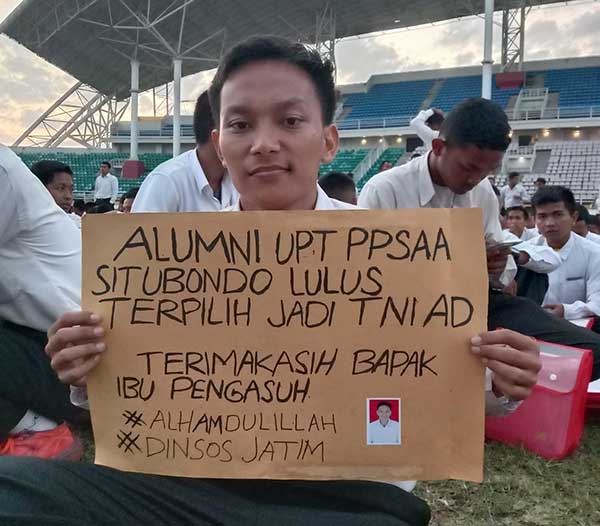 ALUMNI UPT PPSAA
SITUBONDO LULUS
TERPILIH JADI TNI AD
TERIMAKASIH BAPAK
IBU PENGASUH
#ALHAMDULILLAH
#DINSOS JATIM